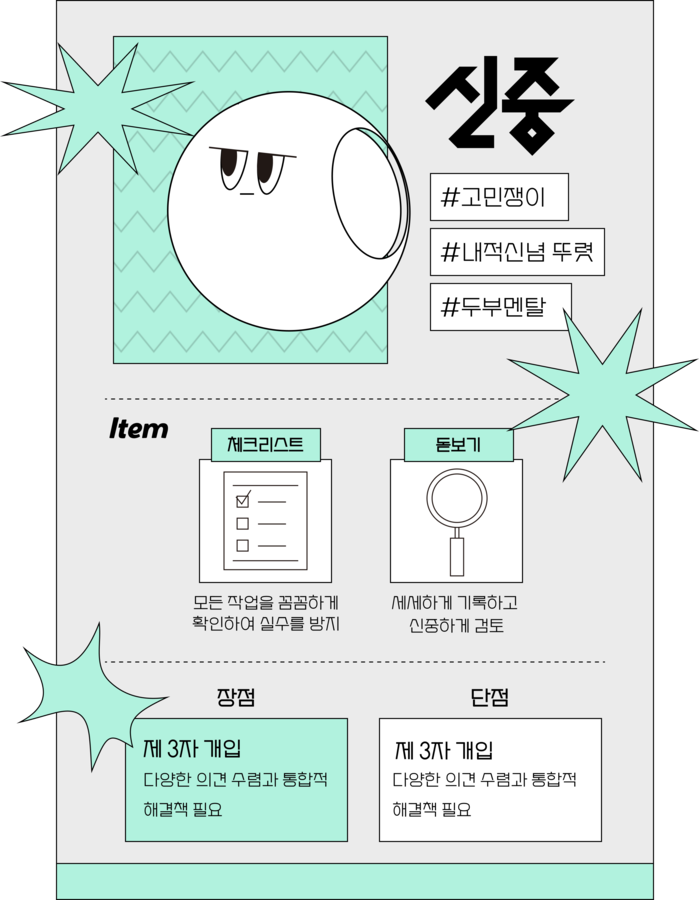 신중
#고민쟁이
#내적신념 뚜렷
#두부멘탈
Item
체크리스트
돋보기
모든 작업을 꼼꼼하게
확인하여 실수를 방지
세세하게 기록하고
신중하게 검토
장점
단점
제 3자 개입
다양한 의견 수렴과 통합적
해결책 필요
제 3자 개입
다양한 의견 수렴과 통합적
해결책 필요